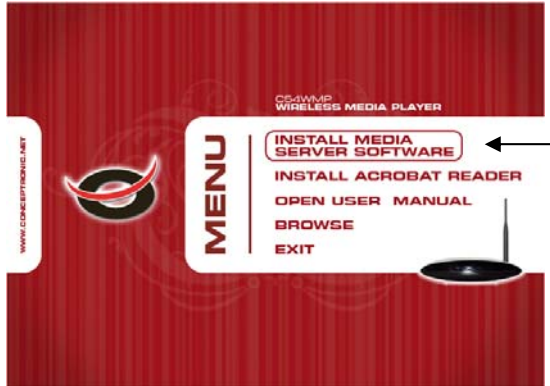 C54WMP
WIRELESS MEDIA PLAYER
MENU
INSTALL MEDIA
SERVER SOFTWARE
INSTALL ACROBAT READER
OPEN USER MANUAL
BROWSE
EXIT
WWW.CONCEPTRONIC.NET